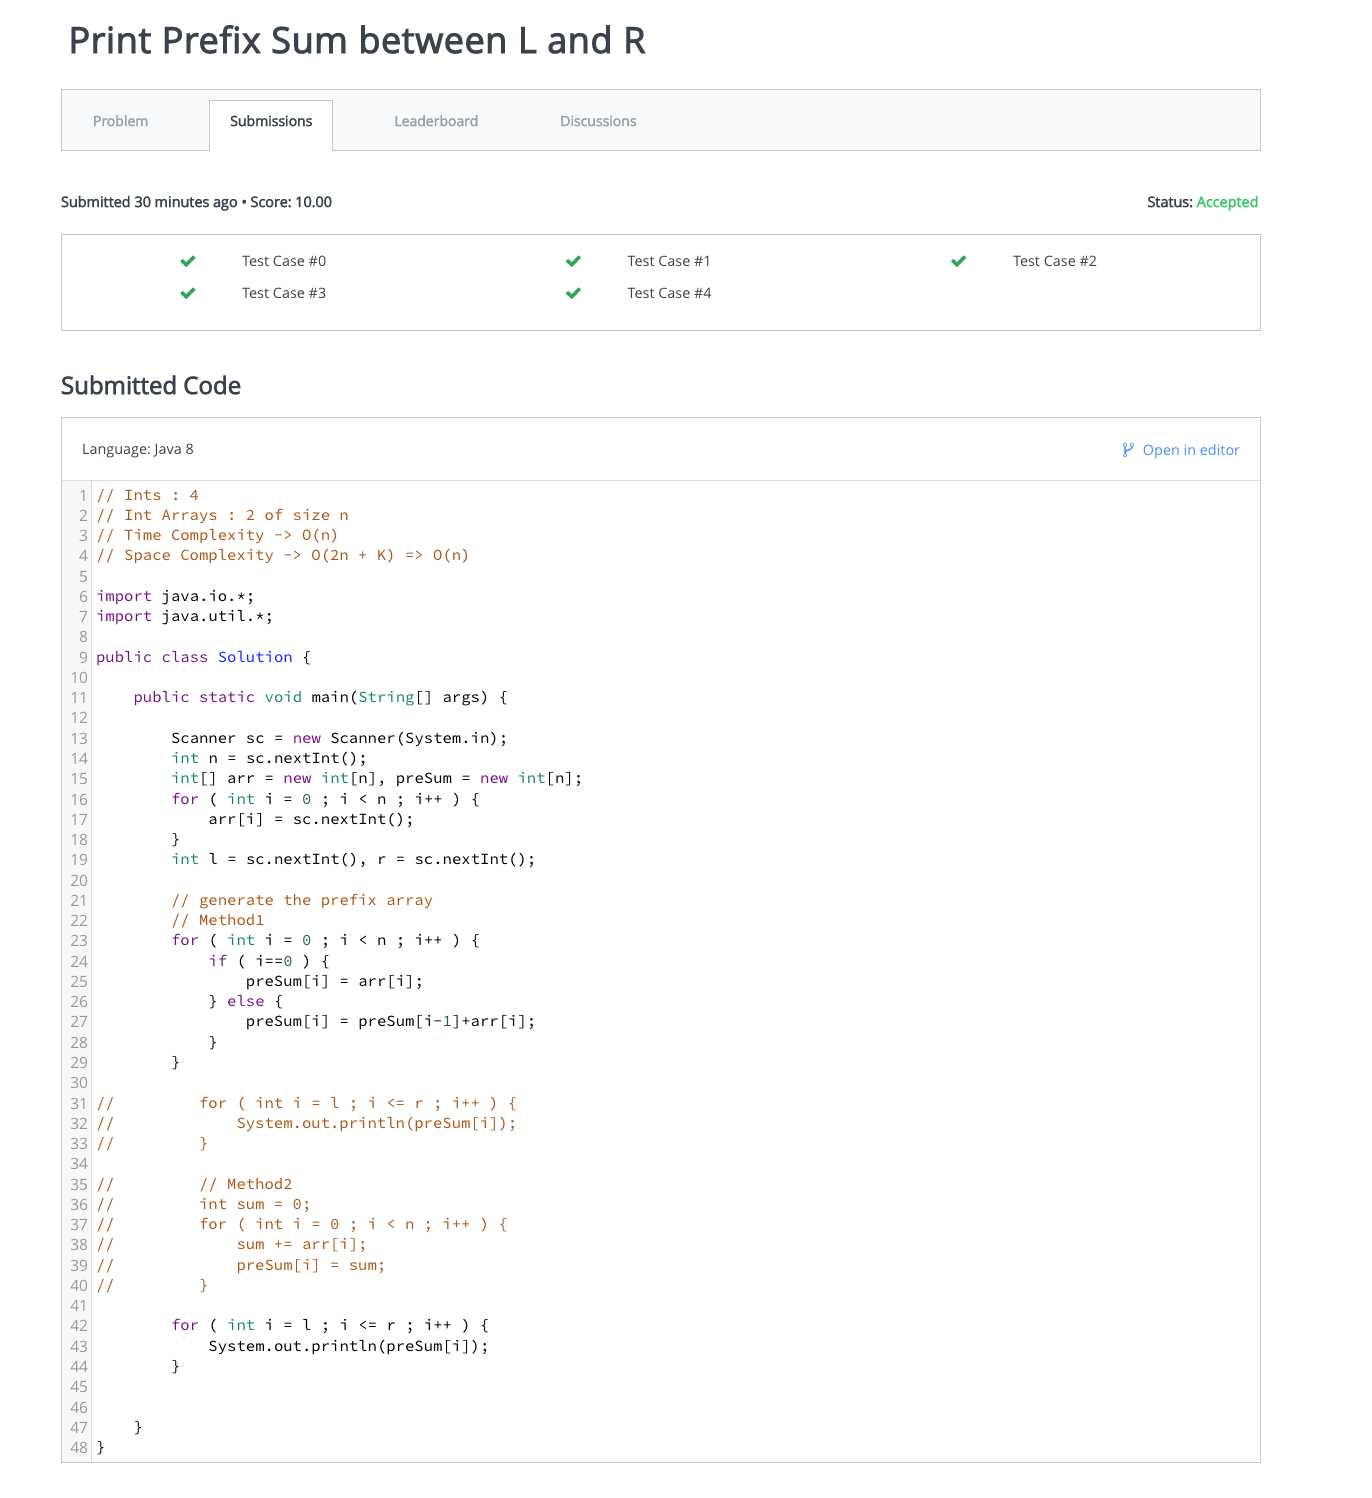 Print Prefix Sum between L and R
Problem
Submissions
Leaderboard
Discussions
Submitted 30 minutes ago • Score: 10.00
Status: Accepted
Test Case #0
Test Case #1
Test Case #2
Test Case #3
Test Case #4
Submitted Code
Language: Java 8
Open in editor
1 // Ints : 4
2 // Int Arrays : 2 of size n
3 // Time Complexity -> O(n)
4 // Space Complexity -> O(2n + K) => O(n)
5
6 import java.io.*;
7 import java.util.*;
8
9 public class Solution {
10
11     public static void main(String[] args) {
12
13         Scanner sc = new Scanner(System.in);
14         int n = sc.nextInt();
15         int[] arr = new int[n], preSum = new int[n];
16         for ( int i = 0 ; i < n ; i++ ) {
17             arr[i] = sc.nextInt();
18         }
19         int l = sc.nextInt(), r = sc.nextInt();
20
21         // generate the prefix array
22         // Method1
23         for ( int i = 0 ; i < n ; i++ ) {
24             if ( i==0 ) {
25                 preSum[i] = arr[i];
26             } else {
27                 preSum[i] = preSum[i-1]+arr[i];
28             }
29         }
30
31 //         for ( int i = l ; i <= r ; i++ ) {
32 //             System.out.println(preSum[i]);
33 //         }
34
35 //         // Method2
36 //         int sum = 0;
37 //         for ( int i = 0 ; i < n ; i++ ) {
38 //             sum += arr[i];
39 //             preSum[i] = sum;
40 //         }
41
42         for ( int i = l ; i <= r ; i++ ) {
43             System.out.println(preSum[i]);
44         }
45
46
47     }
48 }